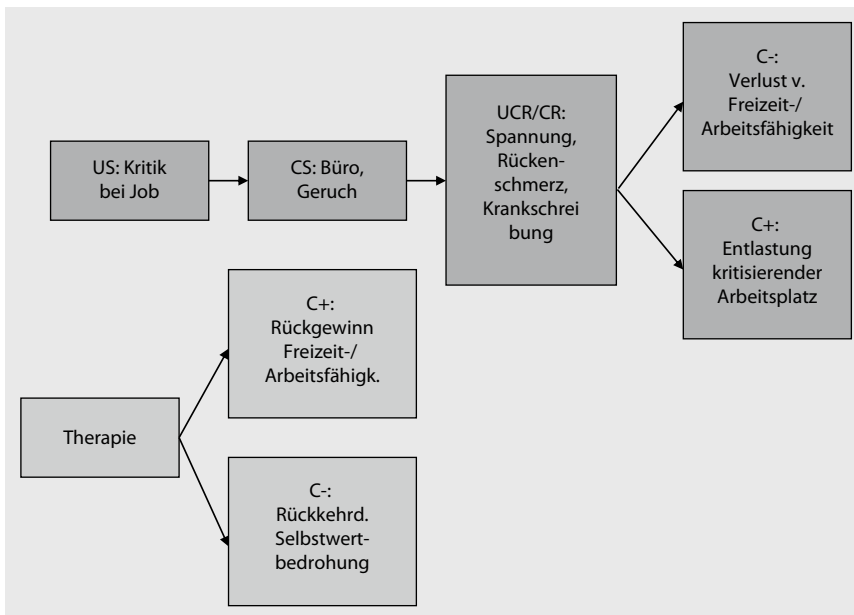 US: Kritik
bei Job
CS: Büro,
Geruch
UCR/CR:
Spannung,
Rücken-
schmerz,
Krankschrei
bung
C-:
Verlust v.
Freizeit-/
Arbeitsfähigkeit
C+:
Entlastung
kritisierender
Arbeitsplatz
Therapie
C+:
Rückgewinn
Freizeit-/
Arbeitsfähigk.
C-:
Rückkehrd.
Selbstwert-
bedrohung